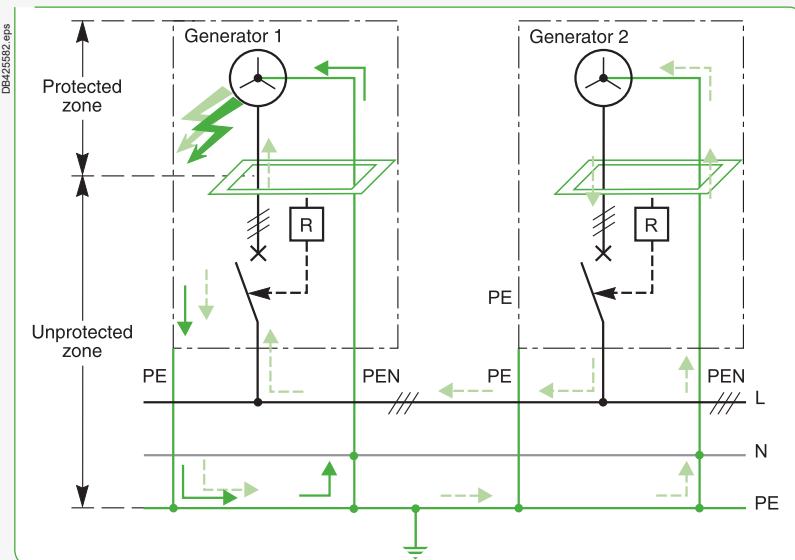 DB425582.eps
Generator 1
Generator 2
Protected
zone
R
R
PE
Unprotected
zone
PE
PEN
PE
PEN
L
N
PE